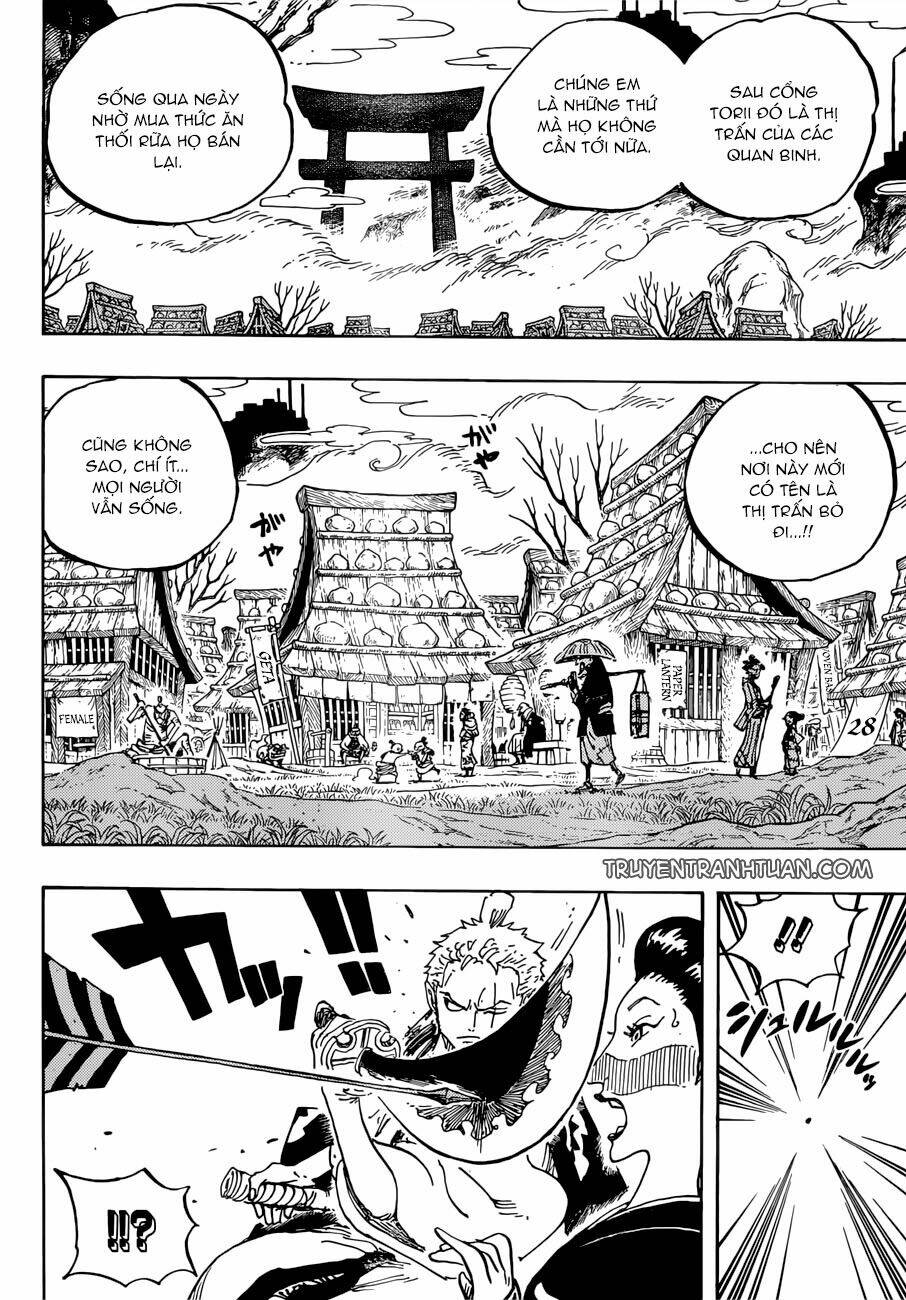 SAU CỔNG
TORII ĐÓ LÀ THỊ
TRẤN CỦA CÁC
QUAN BINH.
CHÚNG EM
LÀ NHỮNG THỨ
MÀ HỌ KHÔNG
CẦN TỚI NỮA.
SỐNG QUA NGÀY
NHỜ MUA THỨC ĂN
THỐI RỮA HỌ BÁN
LẠI.
...CHO NÊN
NƠI NÀY MỚI
CÓ TÊN LÀ
THỊ TRẤN BỎ
ĐI...!!
ガヤ
CŨNG KHÔNG
SAO, CHÍ ÍT...
MỌI NGƯỜI
VẪN SỐNG.
ガヤ
PAPER
LANTERN
28
GETA
FEMALE
TRUYENTRANHTUAN.COM
!!
シュルルルッ
ガッ
!!?